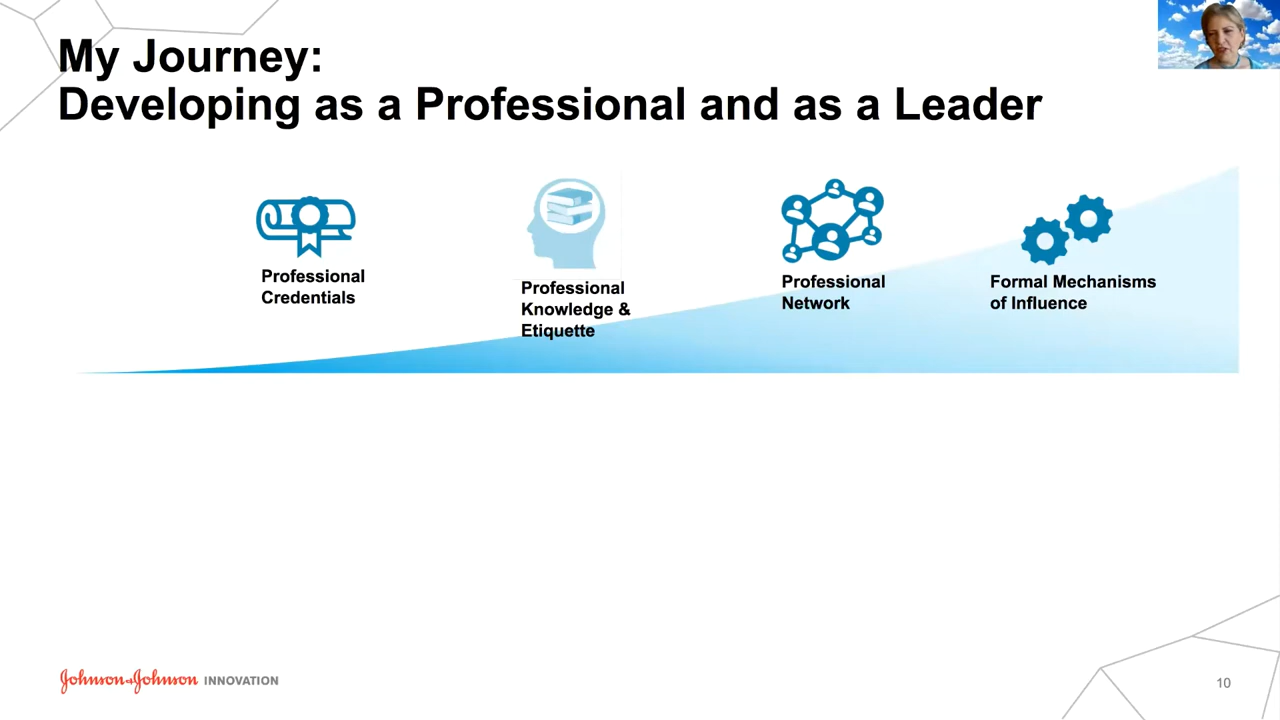 My Journey:
Developing as a Professional and as a Leader
Professional
Credentials
Professional
Knowledge &
Etiquette
Professional
Network
Formal Mechanisms
of Influence
Johnson & Johnson INNOVATION
10